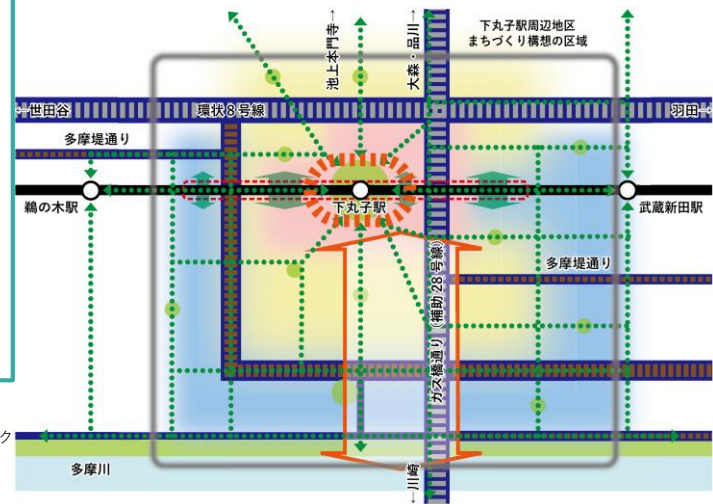 池上本門寺→
大森・品川→
下丸子駅周辺地区
まちづくり構想の区域
←世田谷
環状8号線
羽田→
多摩堤通り
鵜の木駅
下丸子駅
武蔵新田駅
多摩堤通り
ガス橋通り（補助28号線）
ク
多摩川
←川崎